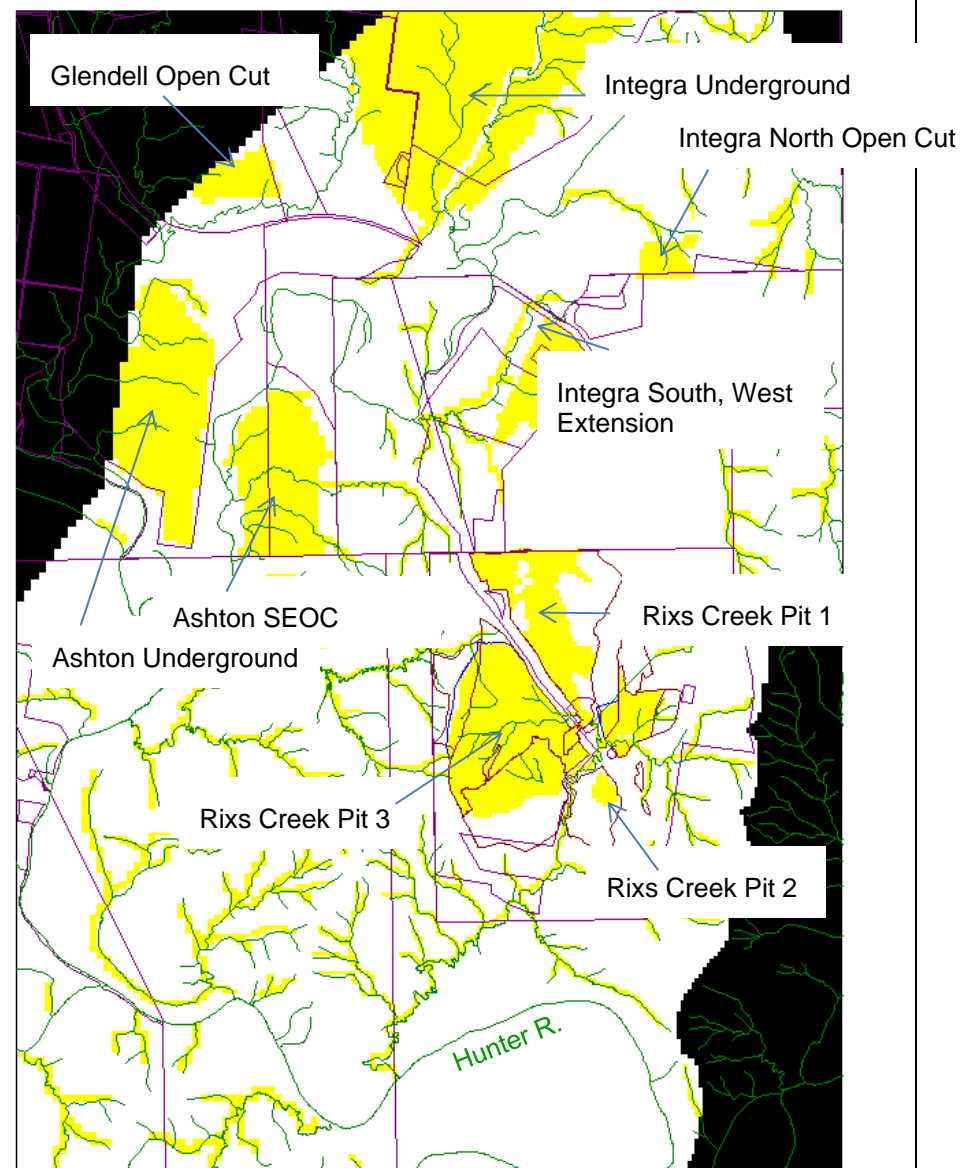 Glendell Open Cut
Integra Underground
Integra North Open Cut
Integra South, West
Extension
Ashton SEOC
Rixs Creek Pit 1
Ashton Underground
Rixs Creek Pit 3
Rixs Creek Pit 2
Hunter R.